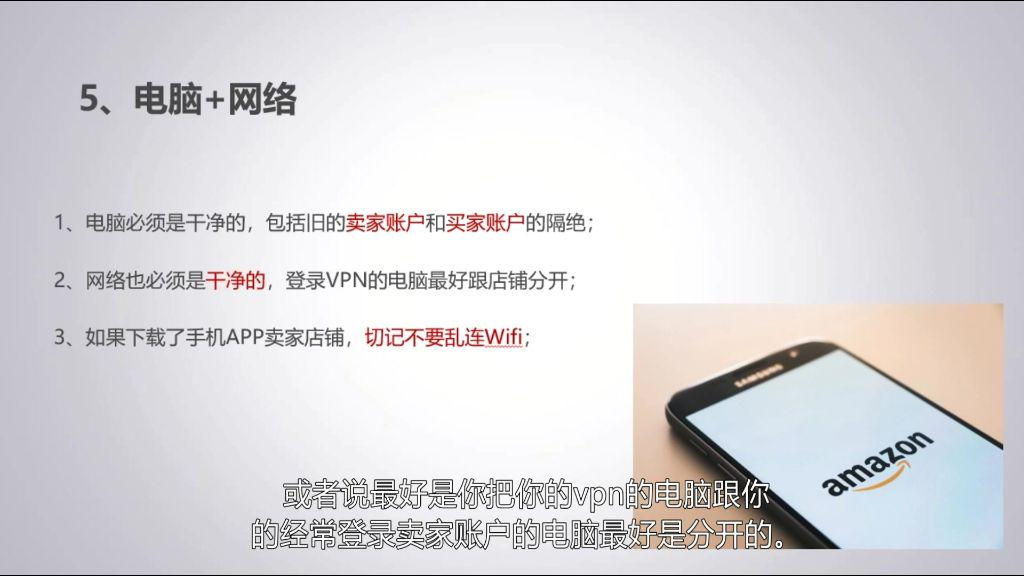 5、电脑+网络
1、电脑必须是干净的，包括旧的卖家账户和买家账户的隔绝；
2、网络也必须是干净的，登录VPN的电脑最好跟店铺分开；
3、如果下载了手机APP卖家店铺，切记不要乱连Wifi；
SAMSUNG
amazon
或者说最好是你把你的vpn的电脑跟你
的经常登录卖家账户的电脑最好是分开的。